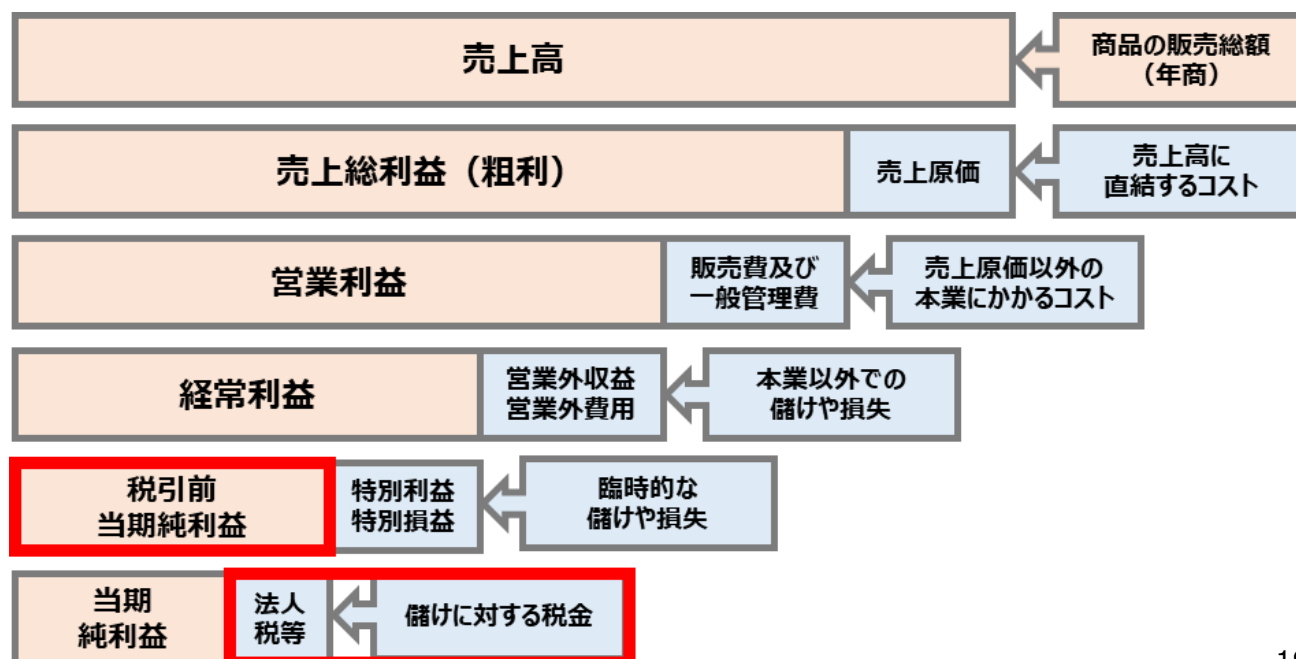 売上高
商品の販売総額
（年商）
売上総利益（粗利）
売上原価
売上高に
直結するコスト
営業利益
販売費及び
一般管理費
売上原価以外の
本業にかかるコスト
経常利益
営業外収益
営業外費用
本業以外での
儲けや損失
税引前
当期純利益
特別利益
特別損益
臨時的な
儲けや損失
当期
純利益
法人
税等
儲けに対する税金